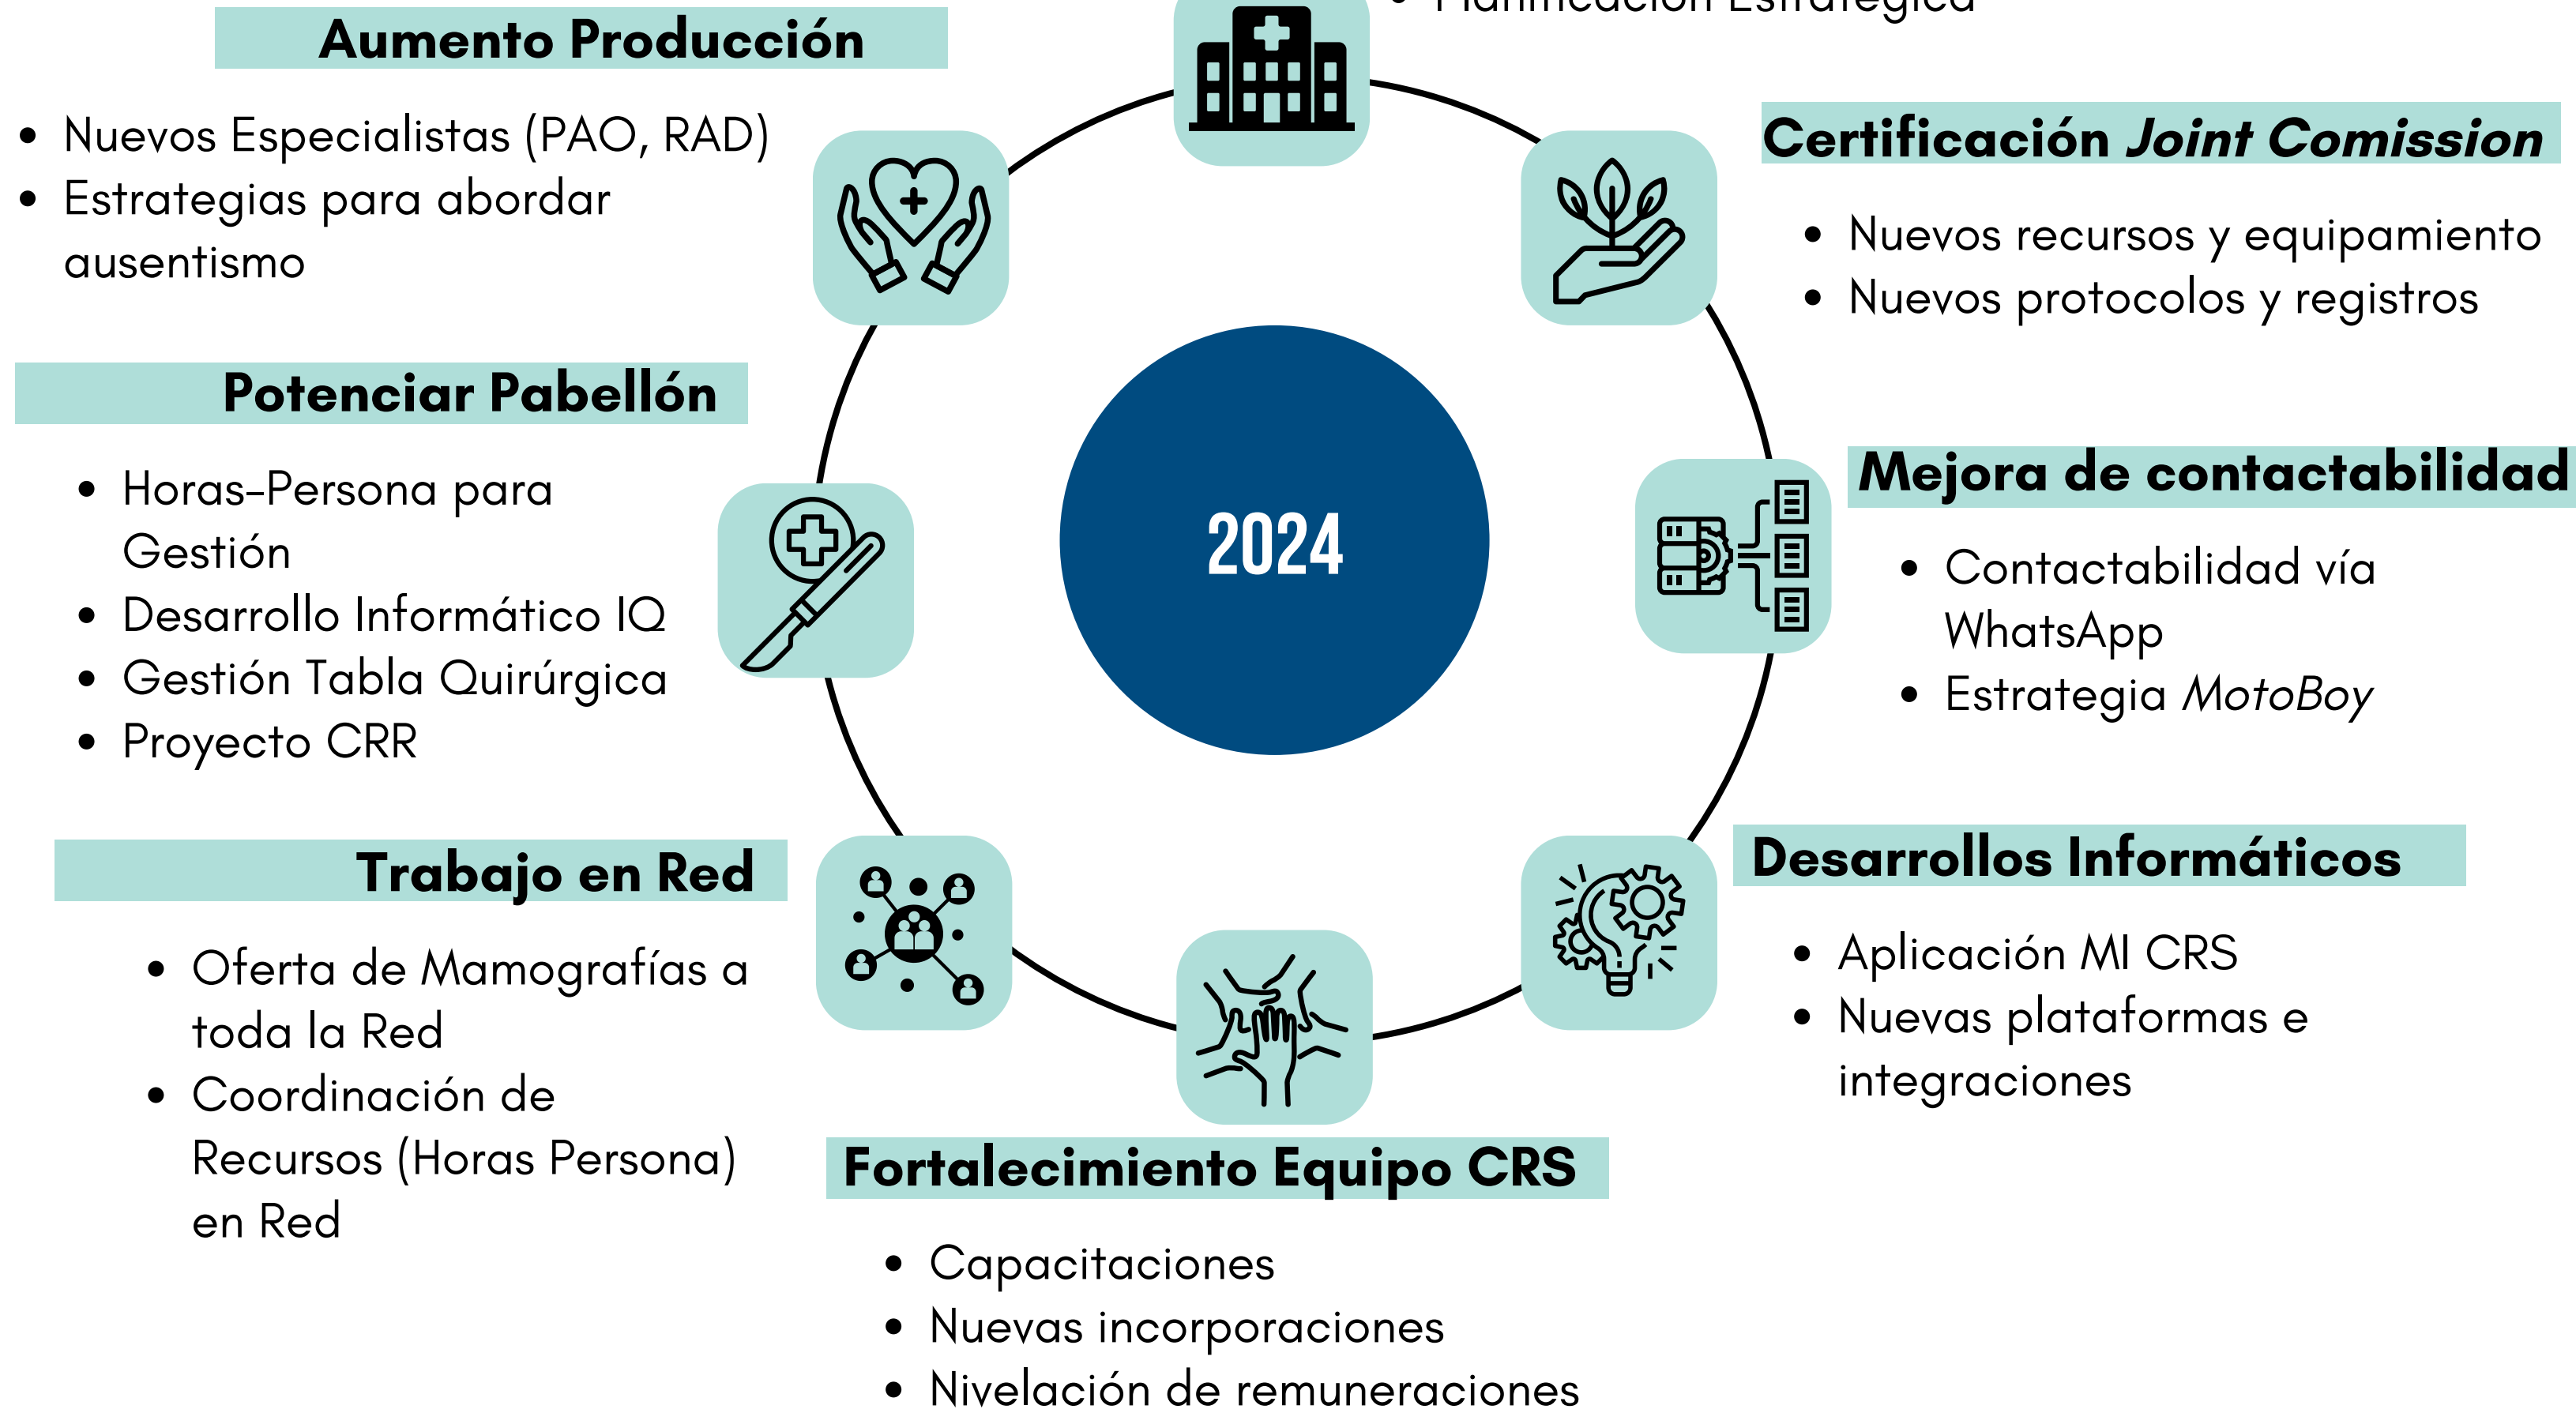 Planificación Estratégica
Aumento Producción
Nuevos Especialistas (PAO, RAD)
Estrategias para abordar
ausentismo
Certificación Joint Comission
Nuevos recursos y equipamiento
Nuevos protocolos y registros
Potenciar Pabellón
Horas-Persona para
Gestión
Desarrollo Informático IQ
Gestión Tabla Quirúrgica
Proyecto CRR
2024
Mejora de contactabilidad
Contactabilidad vía
WhatsApp
Estrategia MotoBoy
Trabajo en Red
Oferta de Mamografías a
toda la Red
Coordinación de
Recursos (Horas Persona)
en Red
Desarrollos Informáticos
Aplicación MI CRS
Nuevas plataformas e
integraciones
Fortalecimiento Equipo CRS
Capacitaciones
Nuevas incorporaciones
Nivelación de remuneraciones